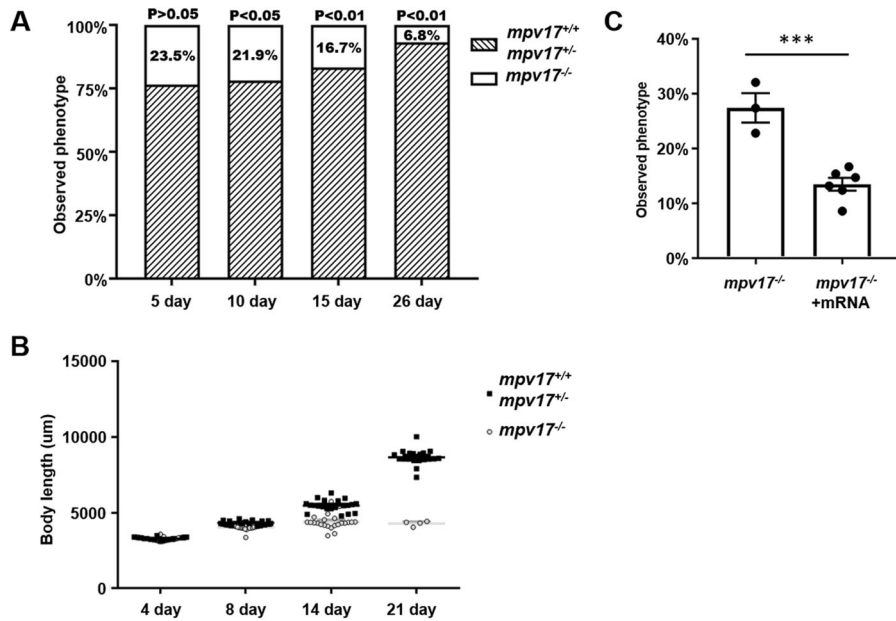 A
P>0.05 P<0.05 P<0.01 P<0.01
100%
75%
50%
25%
0%
Observed phenotype
23.5% 21.9% 16.7% 6.8%
5 day 10 day 15 day 26 day
mpv17+/+
mpv17+/-
mpv17-/-
C
***
40%
30%
20%
10%
0%
Observed phenotype
mpv17-/- mpv17-/-
+mRNA
B
15000
10000
5000
0
Body length (um)
4 day 8 day 14 day 21 day
mpv17+/+
mpv17+/-
mpv17-/-